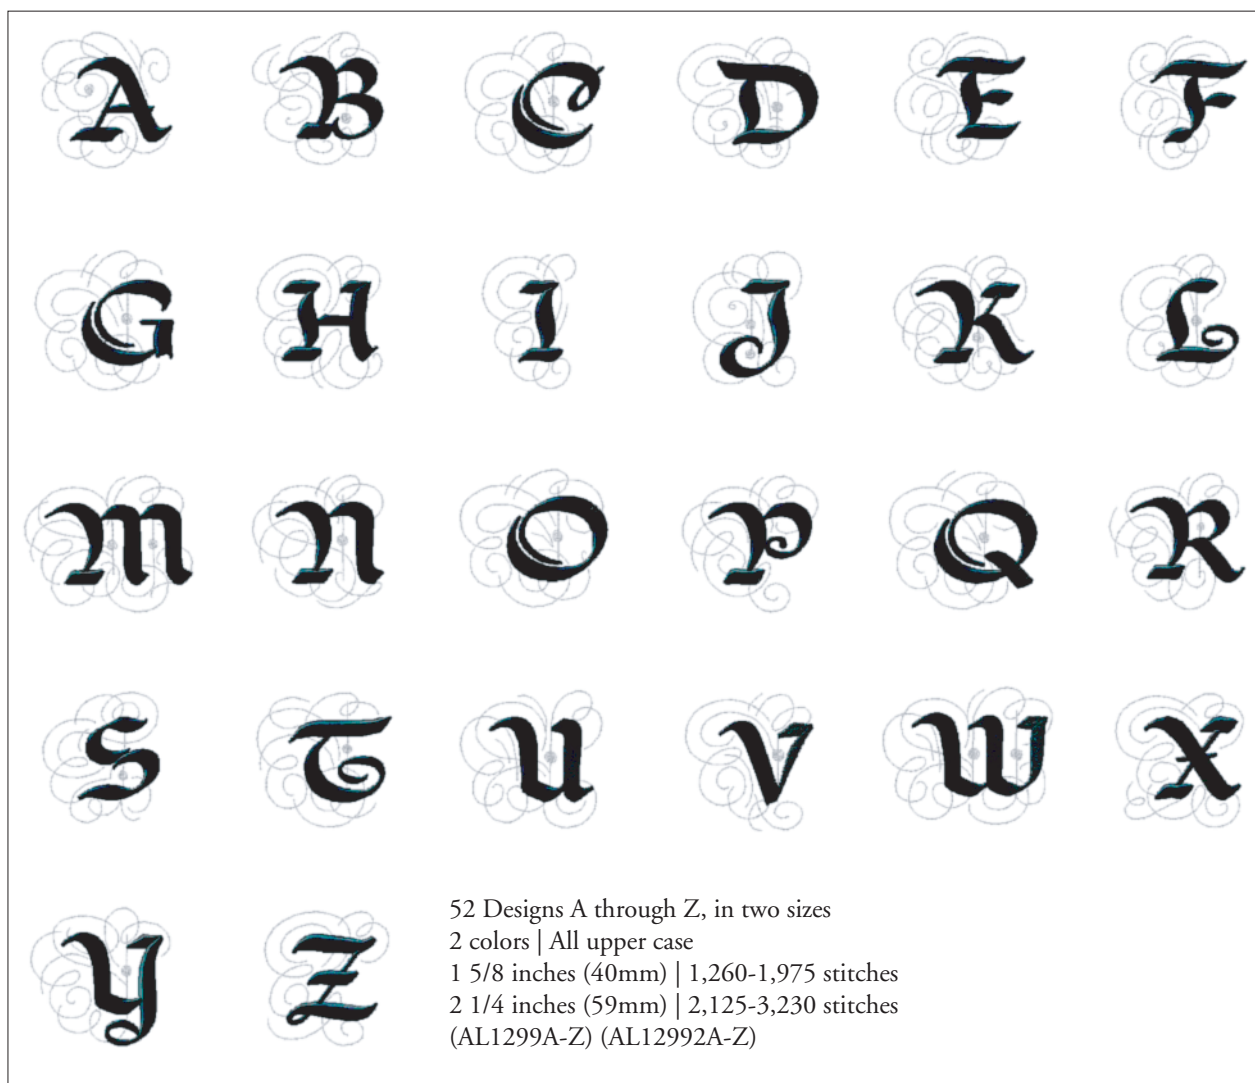 A B C D E F
G H I J K L
M N O P Q R
S T U V W X
Y Z
52 Designs A through Z, in two sizes
2 colors | All upper case
1 5/8 inches (40mm) | 1,260-1,975 stitches
2 1/4 inches (59mm) | 2,125-3,230 stitches
(AL1299A-Z) (AL12992A-Z)